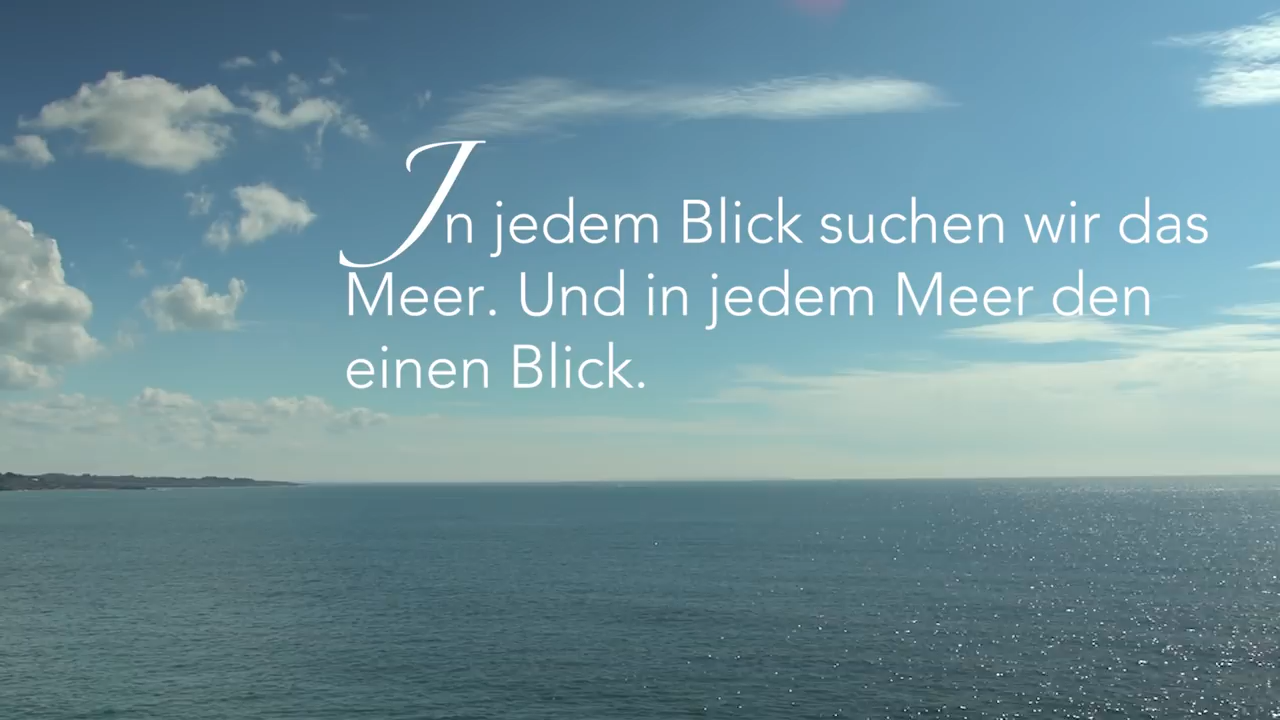 In jedem Blick suchen wir das
Meer. Und in jedem Meer den
einen Blick.